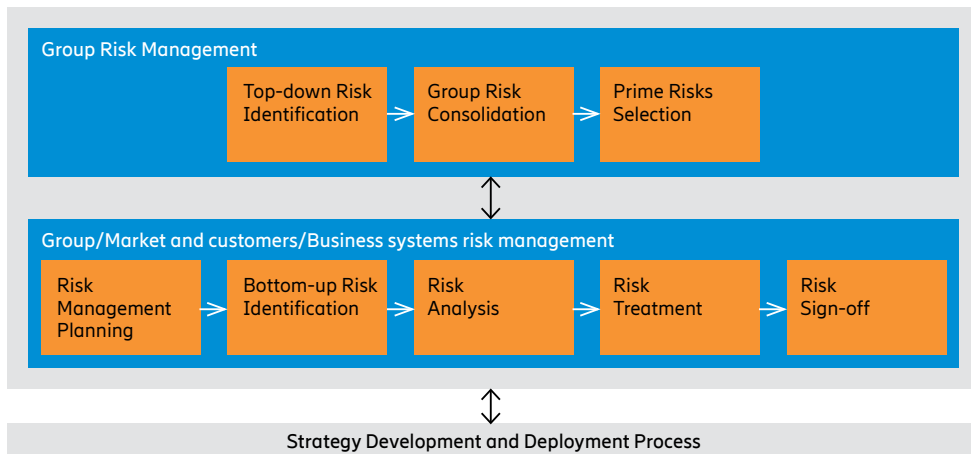 Group Risk Management
Top-down Risk
Identification
Group Risk
Consolidation
Prime Risks
Selection
Group/Market and customers/Business systems risk management
Risk
Management
Planning
Bottom-up Risk
Identification
Risk
Analysis
Risk
Treatment
Risk
Sign-off
Strategy Development and Deployment Process